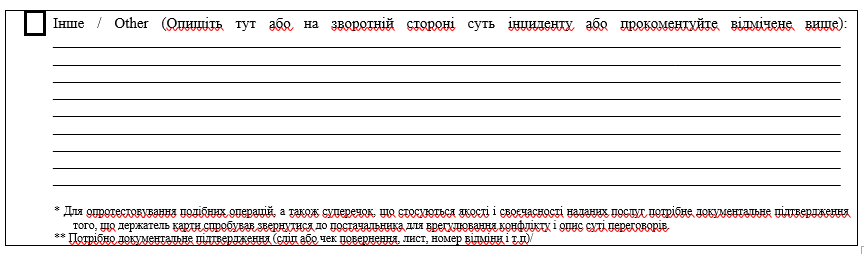 Інше / Other (Опишіть тут або на зворотній стороні суть інциденту або прокоментуйте відмічене вище):
* Для опротестовування подібних операцій, а також суперечок, що стосуються якості і своєчасності наданих послуг потрібне документальне підтвердження
того, що держатель карти спробував звернутися до постачальника для врегулювання конфлікту і опис суті переговорів.
** Потрібно документальне підтвердження (сліп або чек повернення, лист, номер відміни і т.п)/